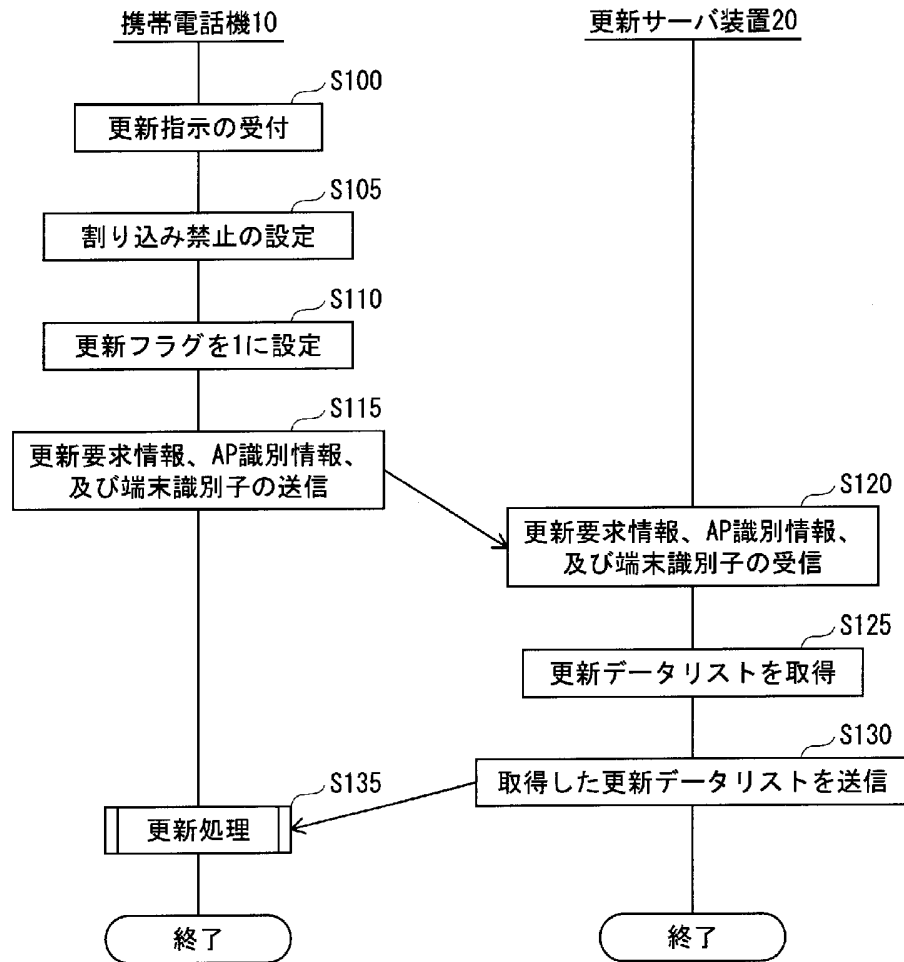 携帯電話機10
更新サーバ装置20
S100
更新指示の受付
S105
割り込み禁止の設定
S110
更新フラグを1に設定
S115
更新要求情報、AP識別情報、
及び端末識別子の送信
S120
更新要求情報、AP識別情報、
及び端末識別子の受信
S125
更新データリストを取得
S130
取得した更新データリストを送信
S135
更新処理
終了
終了